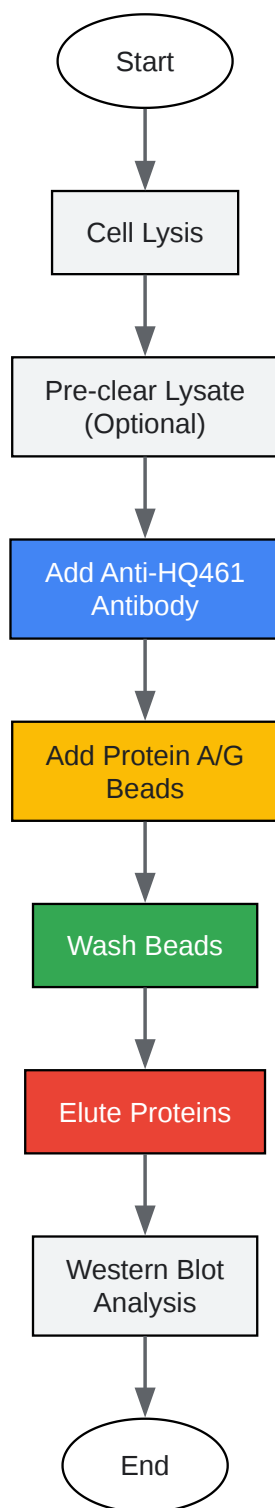 Start
Cell Lysis
Pre-clear Lysate
(Optional)
Add Anti-HQ461
Antibody
Add Protein A/G
Beads
Wash Beads
Elute Proteins
Western Blot
Analysis
End